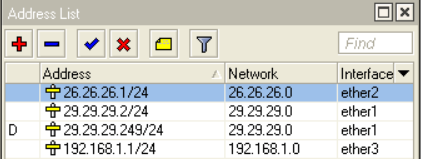 Address List
Find
Address Network Interface
26.26.26.1/24 26.26.26.0 ether2
29.29.29.2/24 29.29.29.0 ether1
D 29.29.29.249/24 29.29.29.0 ether1
192.168.1.1/24 192.168.1.0 ether3